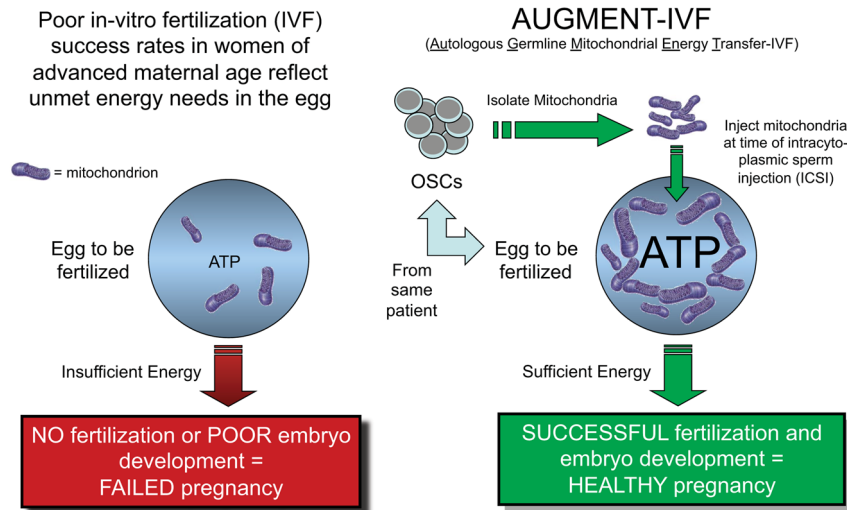 Poor in-vitro fertilization (IVF)
success rates in women of
advanced maternal age reflect
unmet energy needs in the egg
= mitochondrion
Egg to be
fertilized
ATP
Insufficient Energy
NO fertilization or POOR embryo
development =
FAILED pregnancy
AUGMENT-IVF
(Autologous Germline Mitochondrial Energy Transfer-IVF)
Isolate Mitochondria
Inject mitochondria
at time of intracyto-
plasmic sperm
injection (ICSI)
OSCs
From
same
patient
Egg to be
fertilized
ATP
Sufficient Energy
SUCCESSFUL fertilization and
embryo development =
HEALTHY pregnancy